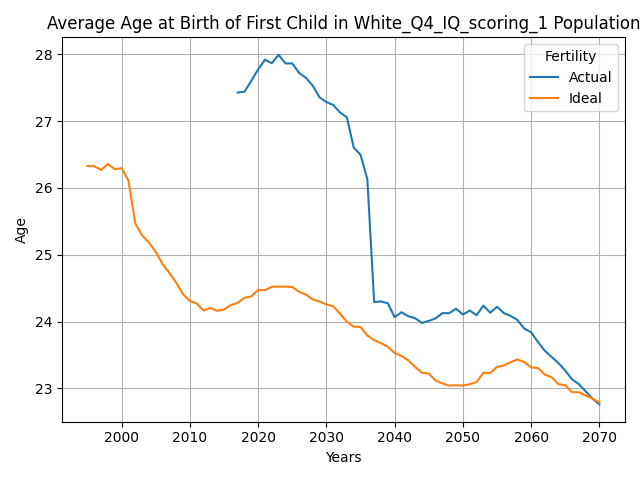 Average Age at Birth of First Child in White_Q4_IQ_scoring_1 Population
Fertility
Actual
Ideal
28
27
26
25
24
23
Age
2000
2010
2020
2030
2040
2050
2060
2070
Years